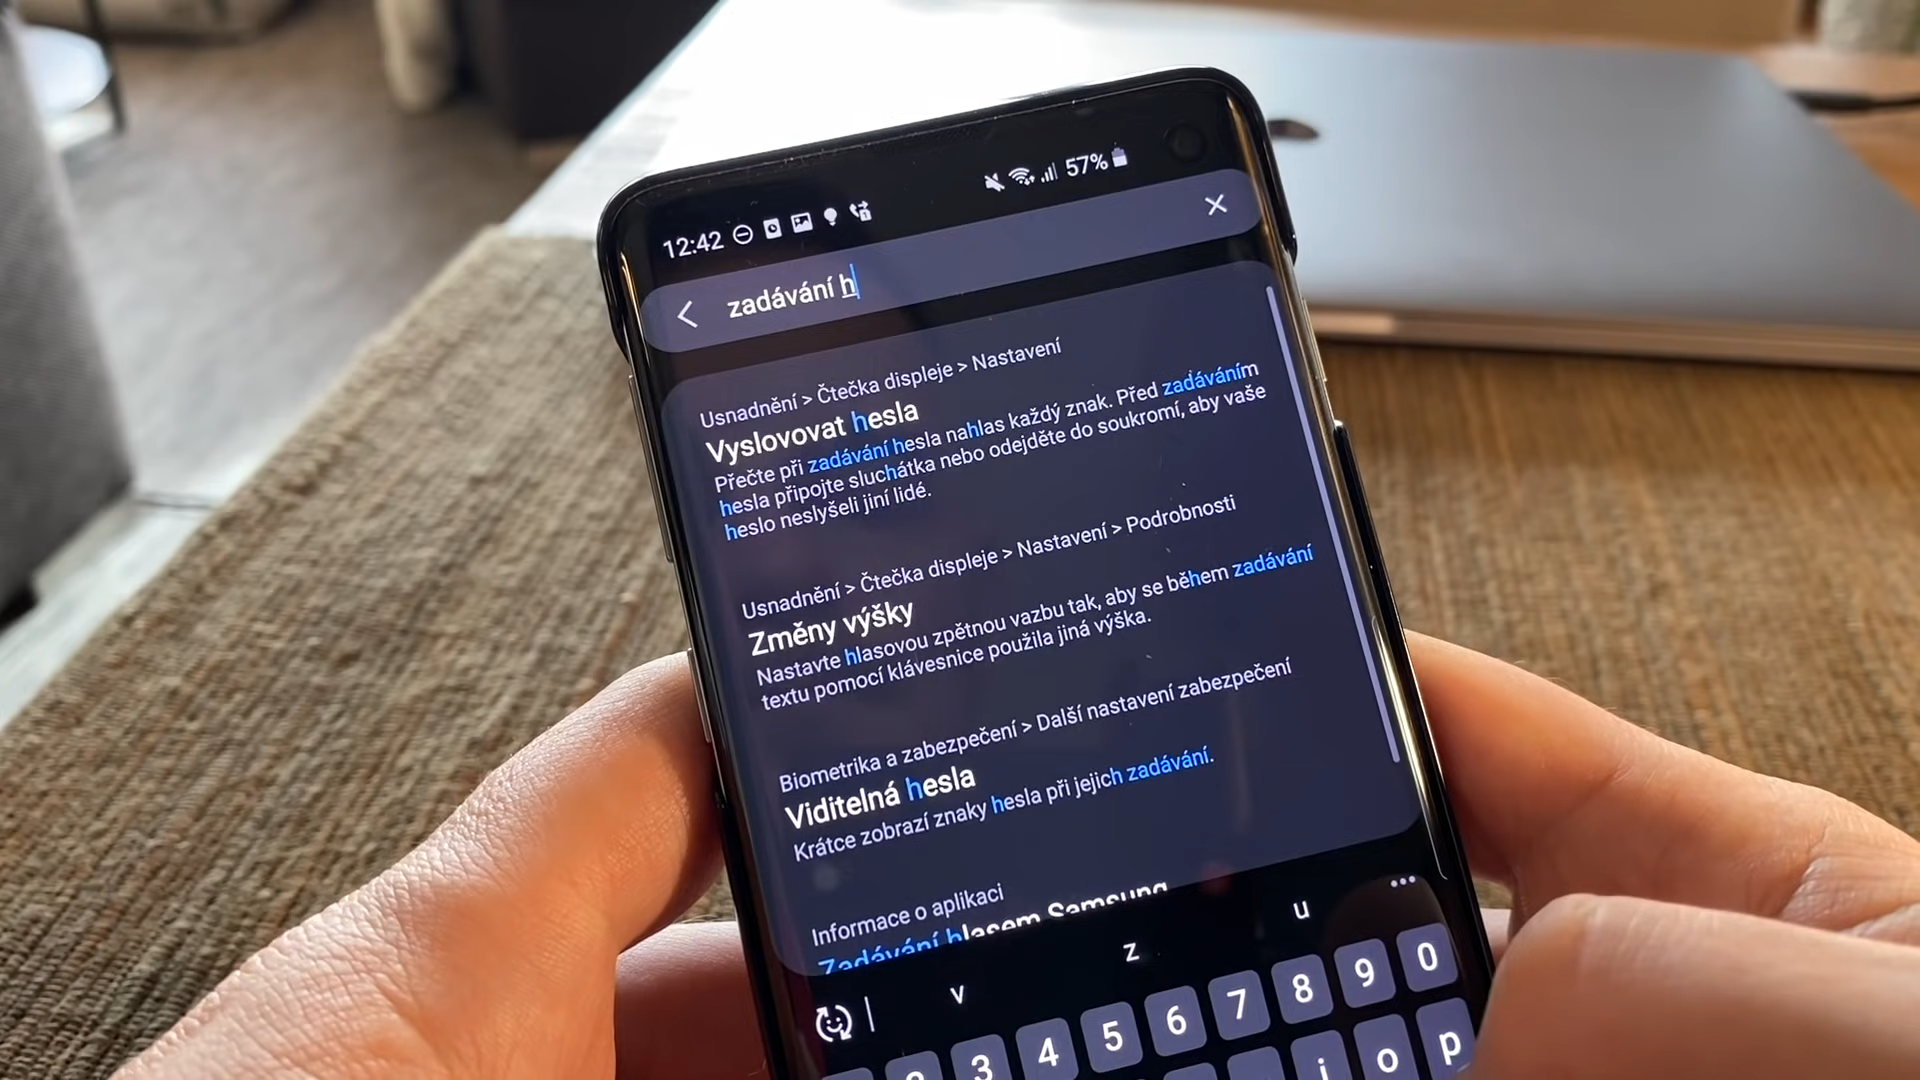 12:42 57%
zadávání h
Usnadnění > Čtečka displeje > Nastavení
Vyslovovat hesla
Přečte při zadávání hesla nahlas každý znak. Před zadáváním
hesla připojte sluchátka nebo odejděte do soukromí, aby vaše
heslo neslyšeli jiní lidé.
Usnadnění > Čtečka displeje > Nastavení > Podrobnosti
Změny výšky
Nastavte hlasovou zpětnou vazbu tak, aby se během zadávání
textu pomocí klávesnice použila jiná výška.
Biometrika a zabezpečení > Další nastavení zabezpečení
Viditelná hesla
Krátce zobrazí znaky hesla při jejich zadávání.
Informace o aplikaci
Zadávání hlasem Samsung
v z u
2 3 4 5 6 7 8 9 0
i o p